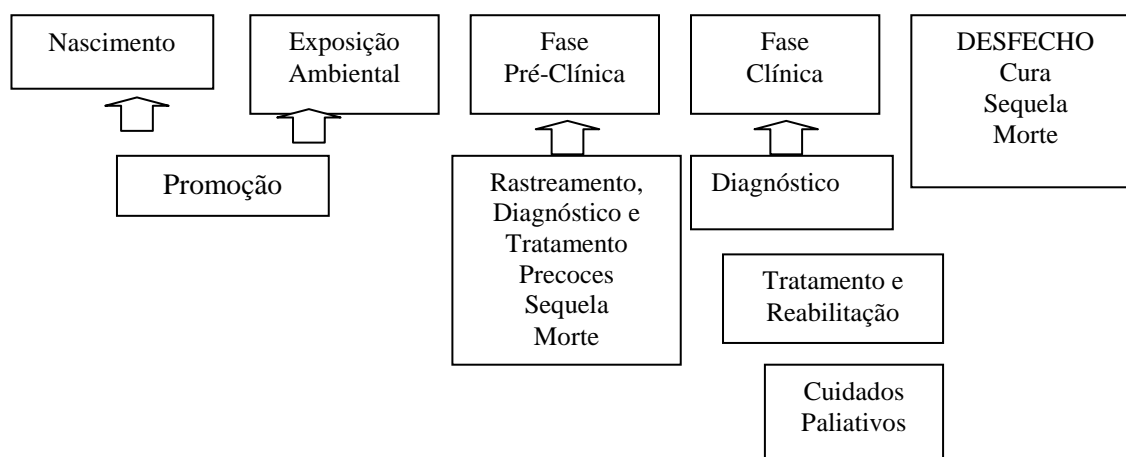 Nascimento
Exposição
Ambiental
Fase
Pré-Clínica
Fase
Clínica
DESFECHO
Cura
Sequela
Morte
Promoção
Rastreamento,
Diagnóstico e
Tratamento
Precoces
Sequela
Morte
Diagnóstico
Tratamento e
Reabilitação
Cuidados
Paliativos